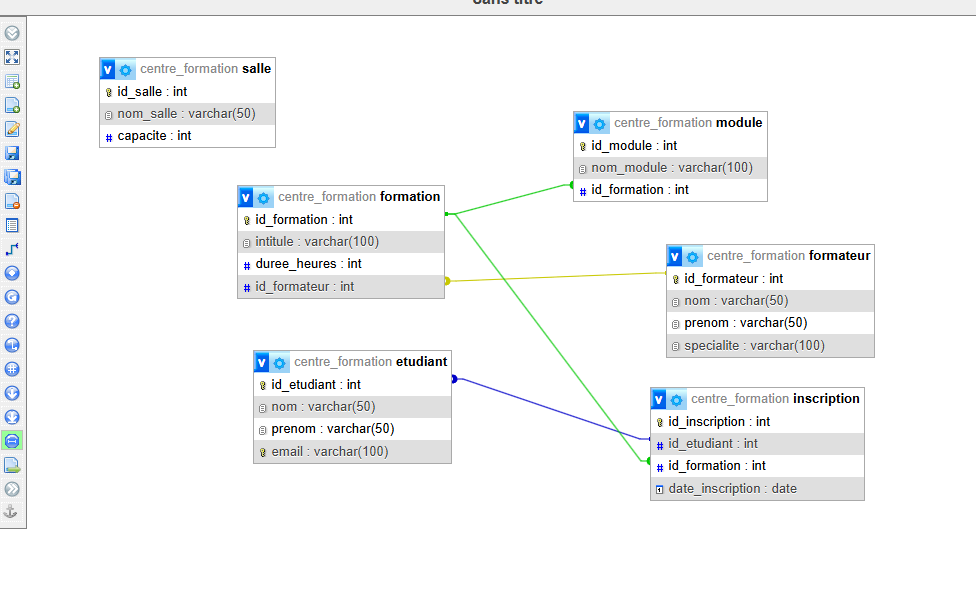 Sans titre
v centre_formation salle
id_salle : int
nom_salle : varchar(50)
# capacite : int
v centre_formation module
id_module : int
nom_module : varchar(100)
# id_formation : int
v centre_formation formation
id_formation : int
intitule : varchar(100)
# duree_heures : int
# id_formateur : int
v centre_formation formateur
id_formateur : int
nom : varchar(50)
prenom : varchar(50)
specialite : varchar(100)
v centre_formation etudiant
id_etudiant : int
nom : varchar(50)
prenom : varchar(50)
email : varchar(100)
v centre_formation inscription
id_inscription : int
# id_etudiant : int
# id_formation : int
date_inscription : date